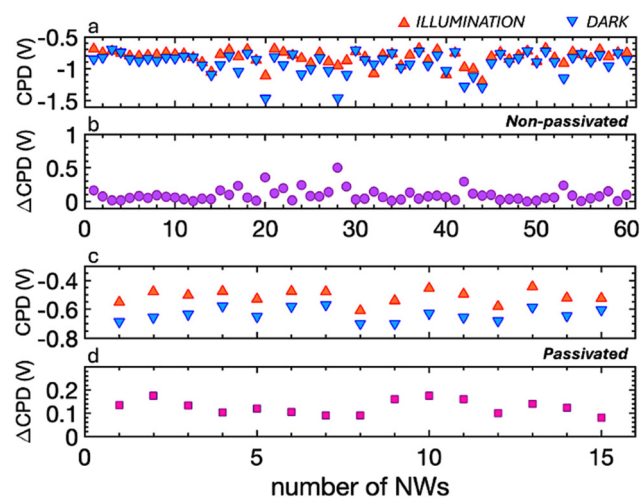 ILLUMINATION DARK
a
CPD (V)
-0.5
-1
-1.5
Non-passivated
b
ΔCPD (V)
1
0.5
0
0 10 20 30 40 50 60
c
CPD (V)
-0.4
-0.6
-0.8
Passivated
d
ΔCPD (V)
0.2
0.1
0
0 5 10 15
number of NWs